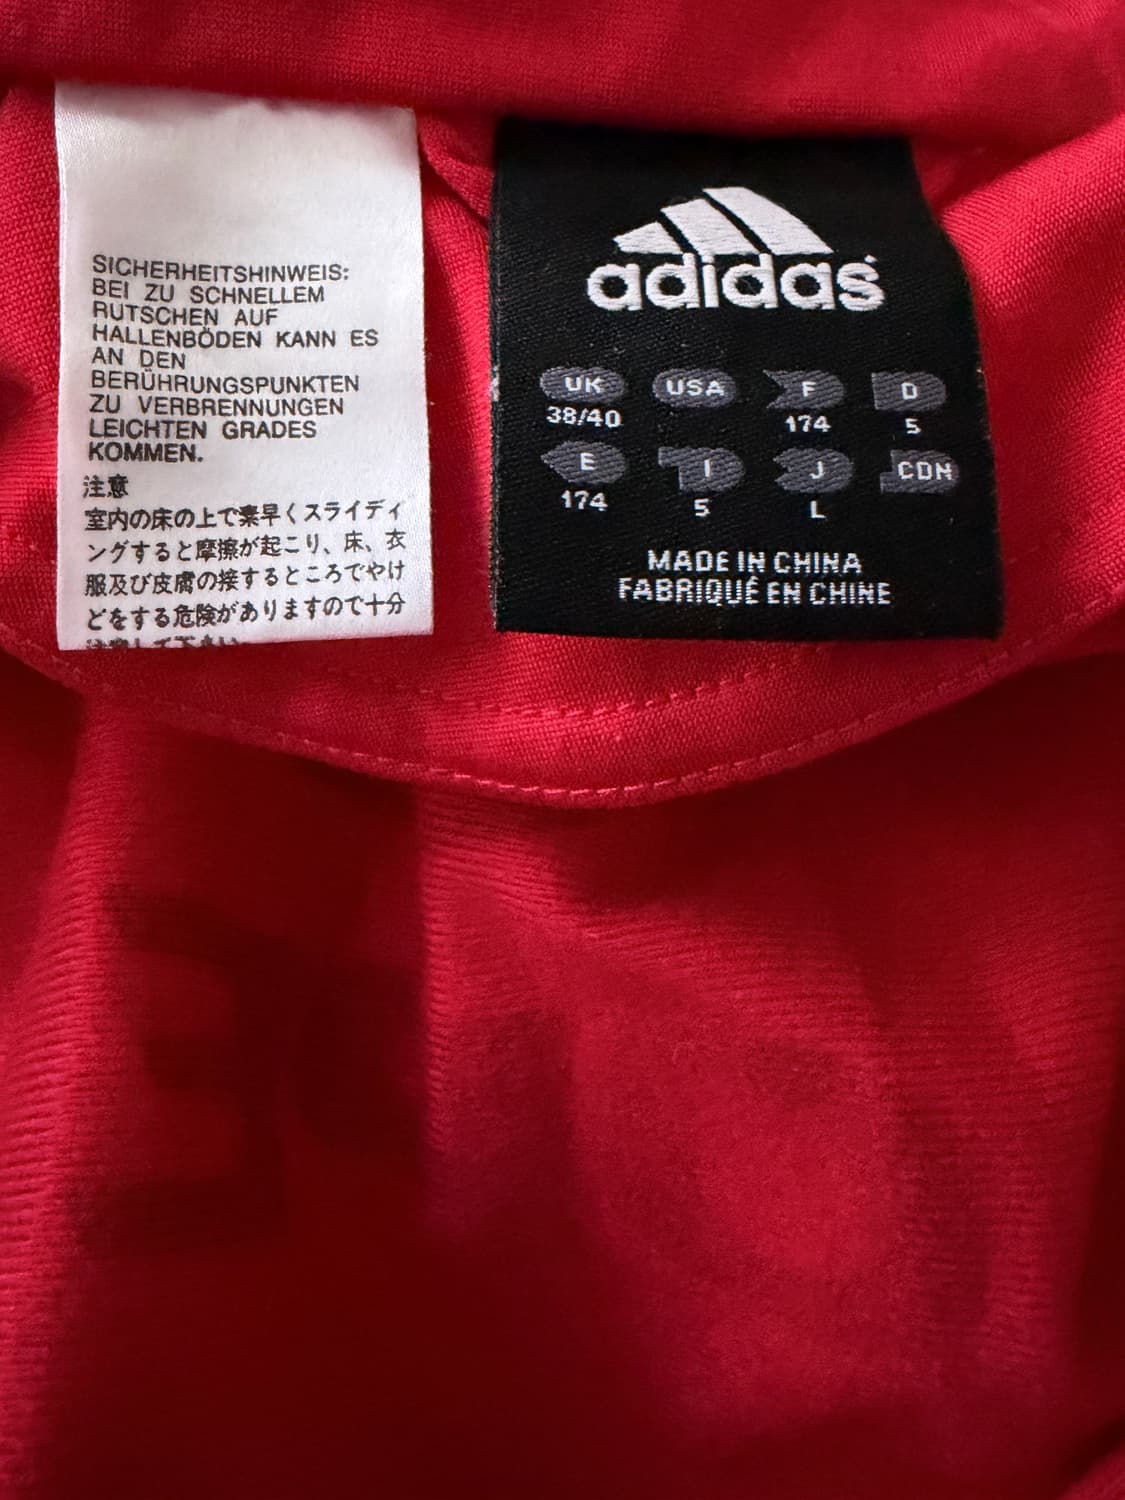 SICHERHEITSHINWEIS:
BEI ZU SCHNELLEM
RUTSCHEN AUF
HALLENBÖDEN KANN ES
AN DEN
BERÜHRUNGSPUNKTEN
ZU VERBRENNUNGEN
LEICHTEN GRADES
KOMMEN.
注意
室内の床の上で素早くスライディ
ングすると摩擦が起こり、床、衣
服及び皮膚の接するところでやけ
どをする危険がありますので十分
adidas
UK USA F D
38/40 174 5
E I J CDN
174 5 L
MADE IN CHINA
FABRIQUÉ EN CHINE